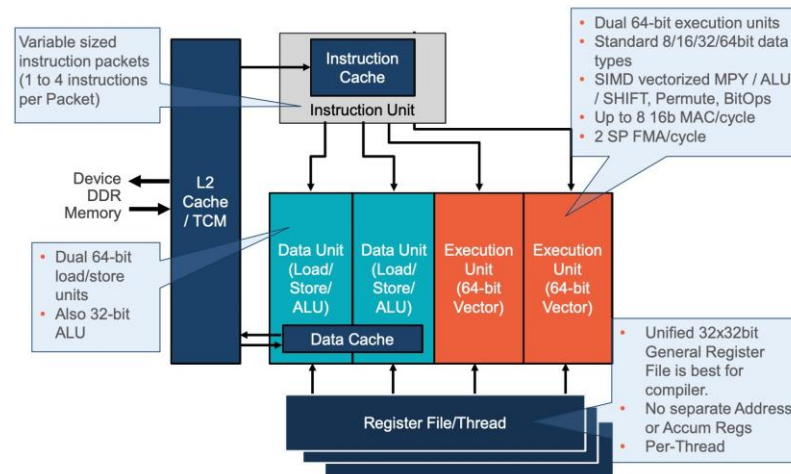 Variable sized
instruction packets
(1 to 4 instructions
per Packet)
Instruction
Cache
Instruction Unit
• Dual 64-bit execution units
• Standard 8/16/32/64bit data
types
• SIMD vectorized MPY / ALU
/ SHIFT, Permute, BitOps
• Up to 8 16b MAC/cycle
• 2 SP FMA/cycle
Device
DDR
Memory
L2
Cache
/ TCM
• Dual 64-bit
load/store
units
• Also 32-bit
ALU
Data Unit
(Load/
Store/
ALU)
Data Unit
(Load/
Store/
ALU)
Execution
Unit
(64-bit
Vector)
Execution
Unit
(64-bit
Vector)
Data Cache
Register File/Thread
• Unified 32x32bit
General Register
File is best for
compiler.
• No separate Address
or Accum Regs
• Per-Thread